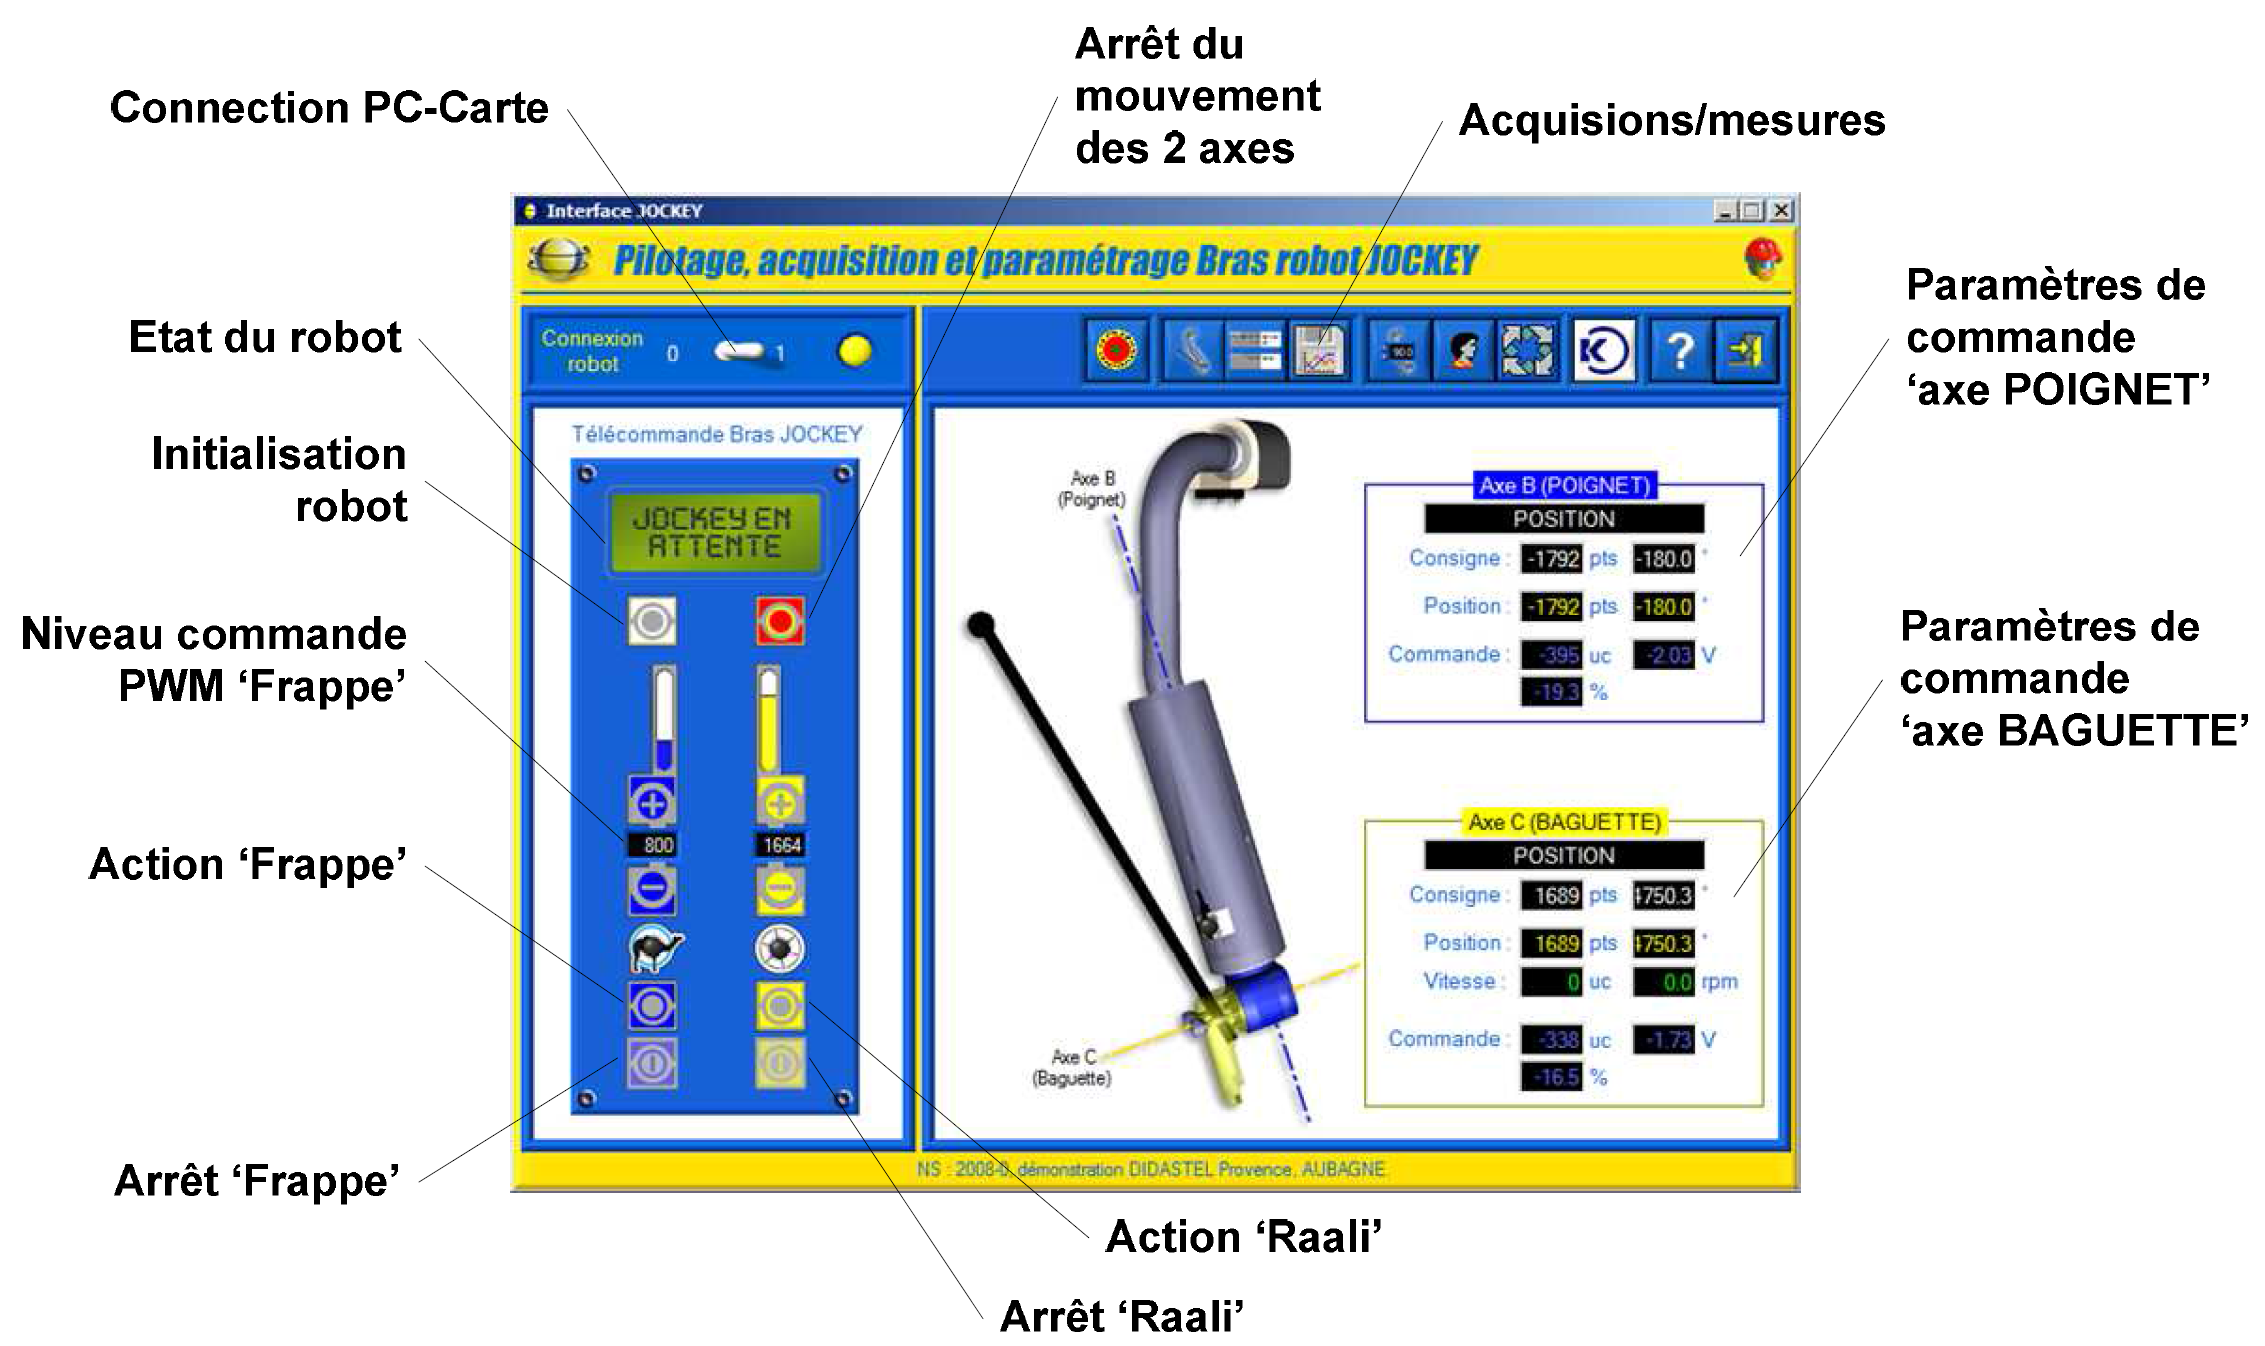 Arrêt du
mouvement
des 2 axes
Connection PC-Carte
Acquisions/mesures
Interface JOCKEY
Pilotage, acquisition et paramétrage Bras robot JOCKEY
Paramètres de
commande
‘axe POIGNET’
Etat du robot
Connexion
robot
0
1
90.0
?
Télécommande Bras JOCKEY
Initialisation
robot
JOCKEY EN
ATTENTE
Axe B
(Poignet)
Axe B (POIGNET)
POSITION
Consigne : -1792 pts -180.0 °
Position : -1792 pts -180.0 °
Commande : -395 uc -2.03 V
-19.3 %
Niveau commande
PWM ‘Frappe’
Paramètres de
commande
‘axe BAGUETTE’
800
1664
Action ‘Frappe’
Axe C (BAGUETTE)
POSITION
Consigne : 1689 pts 4750.3 °
Position : 1689 pts 4750.3 °
Vitesse : 0 uc 0.0 rpm
Commande : -338 uc -1.73 V
-16.5 %
Axe C
(Baguette)
Arrêt ‘Frappe’
NS : 2008-0, démonstration DIDASTEL Provence, AUBAGNE
Action ‘Raali’
Arrêt ‘Raali’